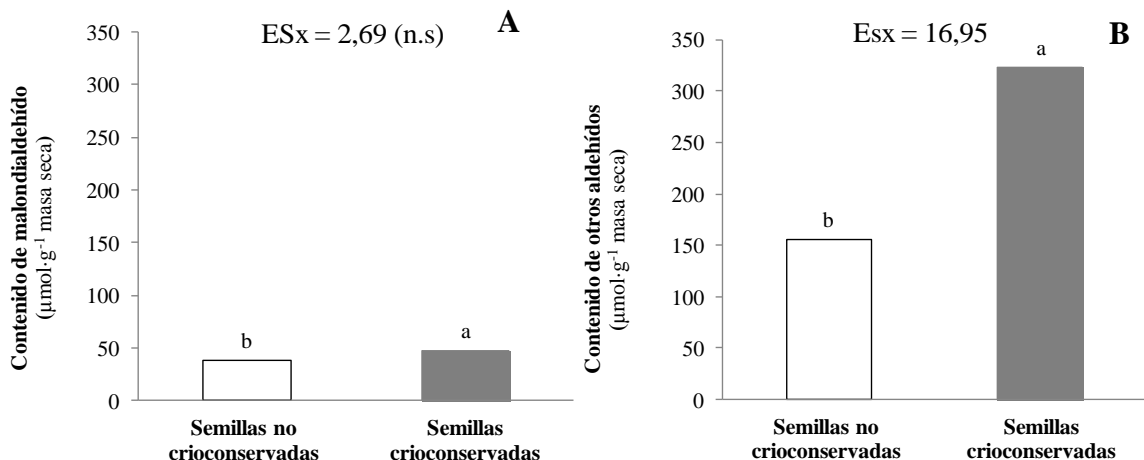 ESx = 2,69 (n.s)
A
Contenido de malondialdehído
(µmol·g⁻¹ masa seca)
350
300
250
200
150
100
50
0
b
a
Semillas no
crioconservadas
Semillas
crioconservadas
Esx = 16,95
B
Contenido de otros aldehídos
(µmol·g⁻¹ masa seca)
350
300
250
200
150
100
50
0
b
a
Semillas no
crioconservadas
Semillas
crioconservadas